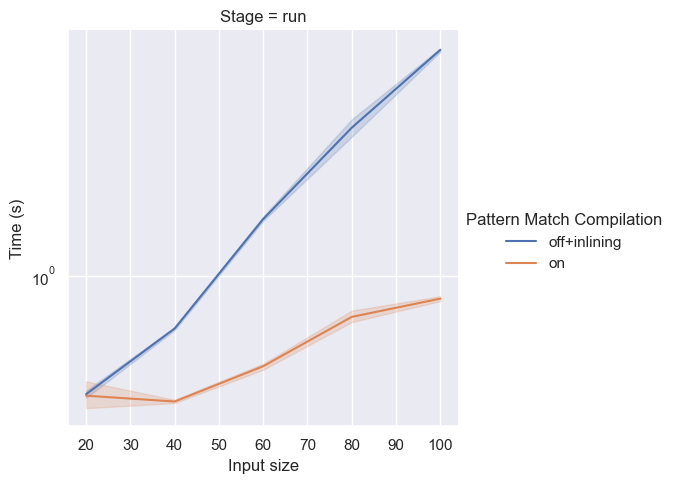 Stage = run
Time (s)
10^0
20 30 40 50 60 70 80 90 100
Input size
Pattern Match Compilation
off+inlining
on